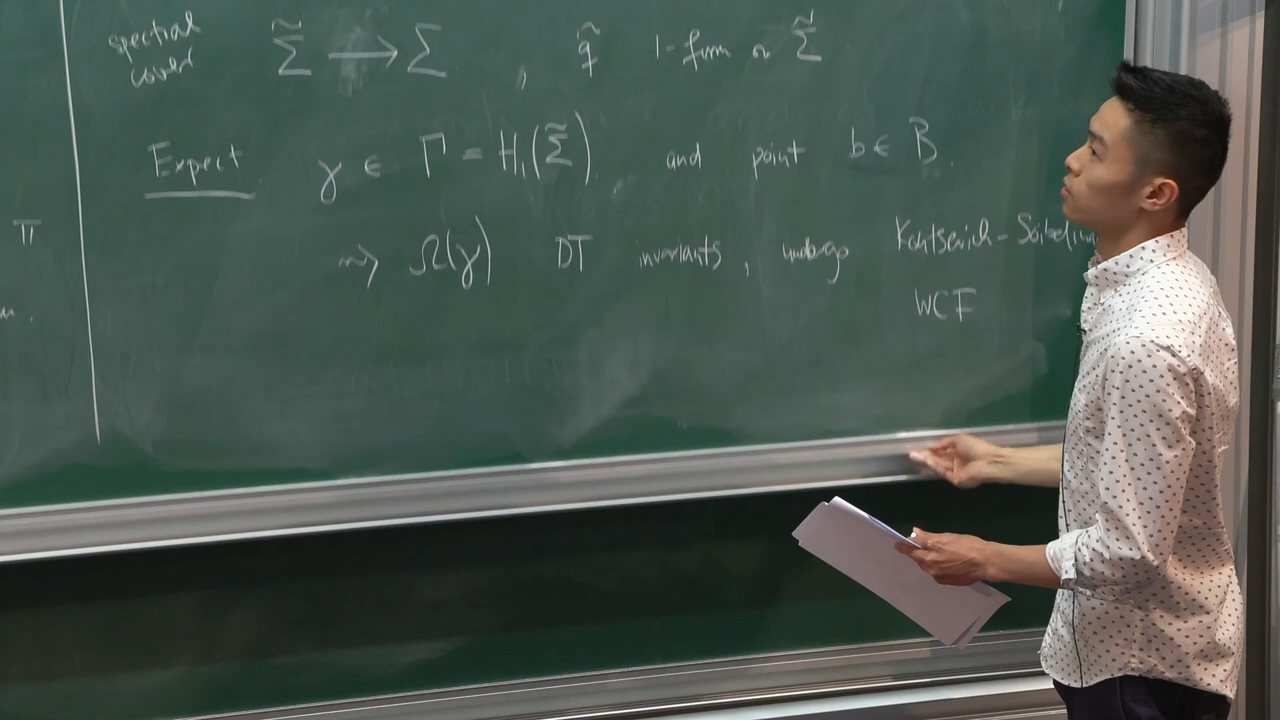 spectral cover Σ̃ → Σ , q̃ 1-form on Σ̃
Expect γ ∈ Γ = H₁(Σ̃) and point b ∈ B.
⇝ Ω(γ) DT invariants, undergo Kontsevich-Soibelman
WCF
π